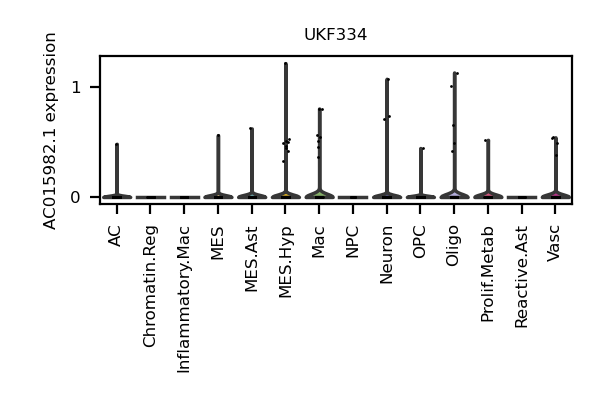 UKF334
AC015982.1 expression
1
0
AC
Chromatin.Reg
Inflammatory.Mac
MES
MES.Ast
MES.Hyp
Mac
NPC
Neuron
OPC
Oligo
Prolif.Metab
Reactive.Ast
Vasc